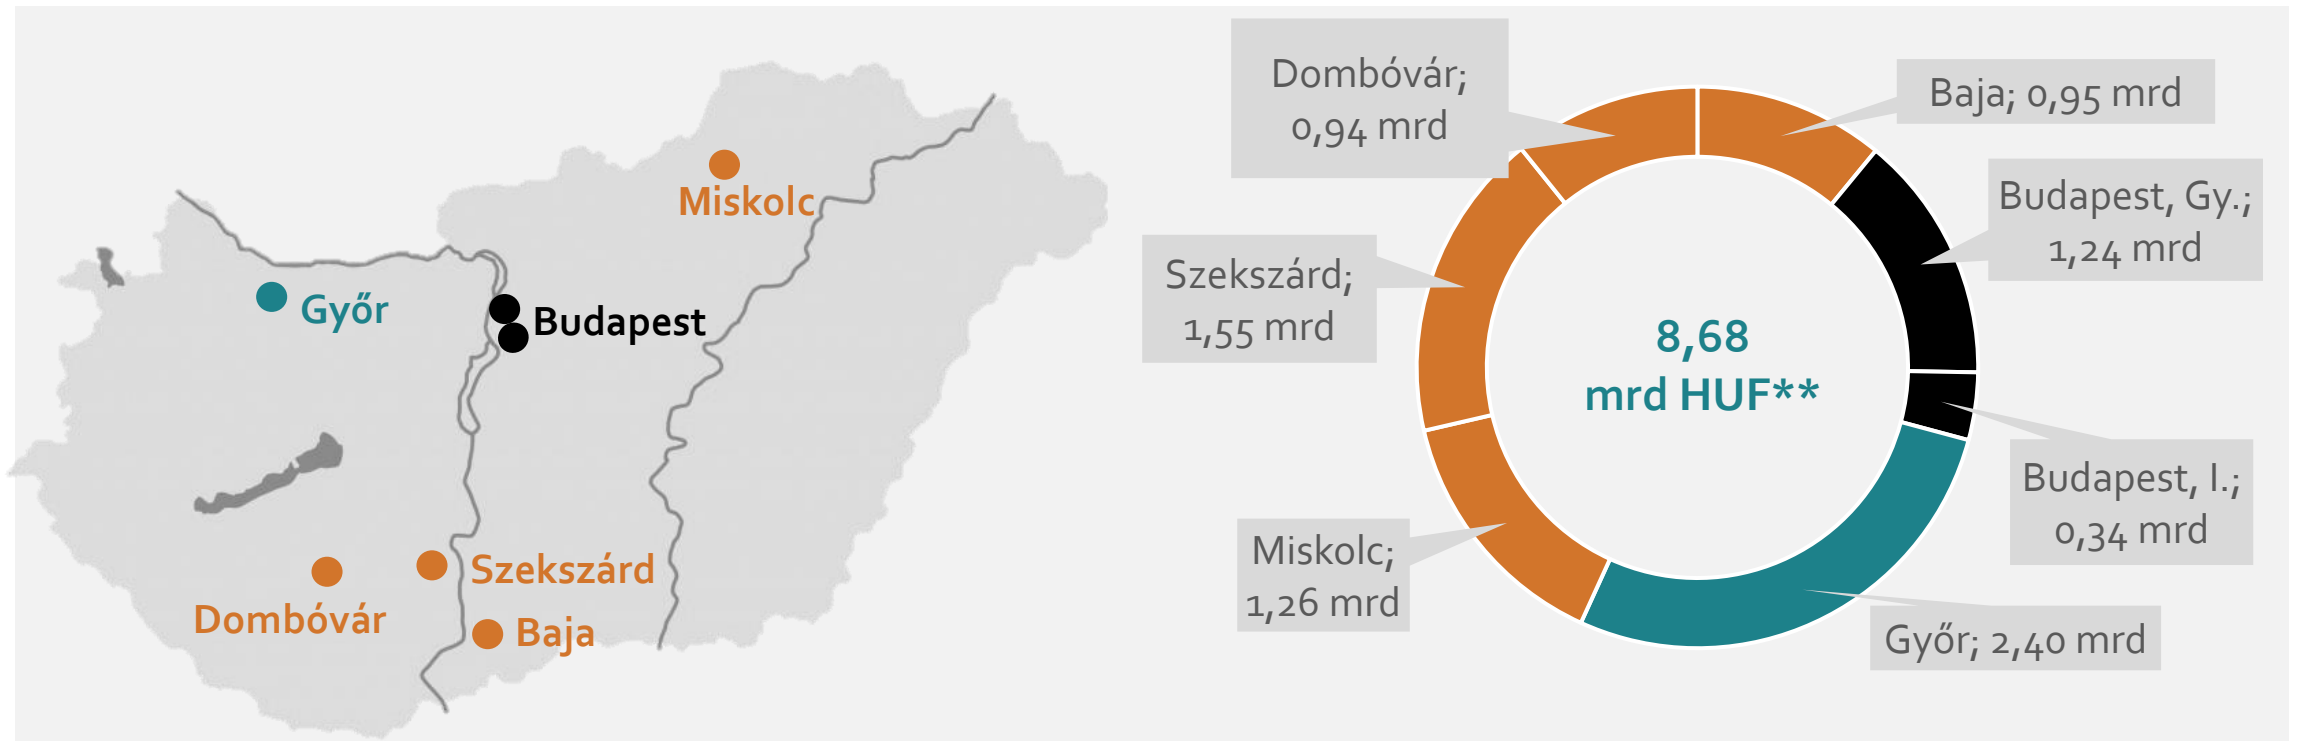 Miskolc
Győr
Budapest
Szekszárd
Dombóvár
Baja
Dombóvár;
0,94 mrd
Baja; 0,95 mrd
Budapest, Gy.;
1,24 mrd
Szekszárd;
1,55 mrd
8,68
mrd HUF**
Budapest, I.;
0,34 mrd
Miskolc;
1,26 mrd
Győr; 2,40 mrd